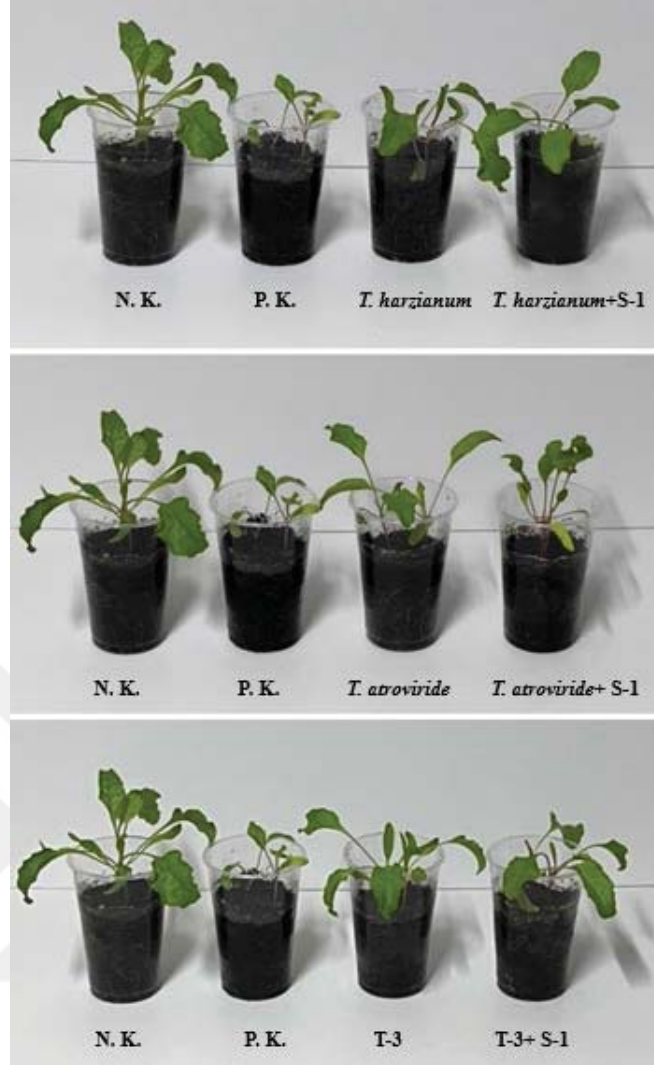 N. K. P. K. T. harzianum T. harzianum+S-1
N. K. P. K. T. atroviride T. atroviride+ S-1
N. K. P. K. T-3 T-3+ S-1